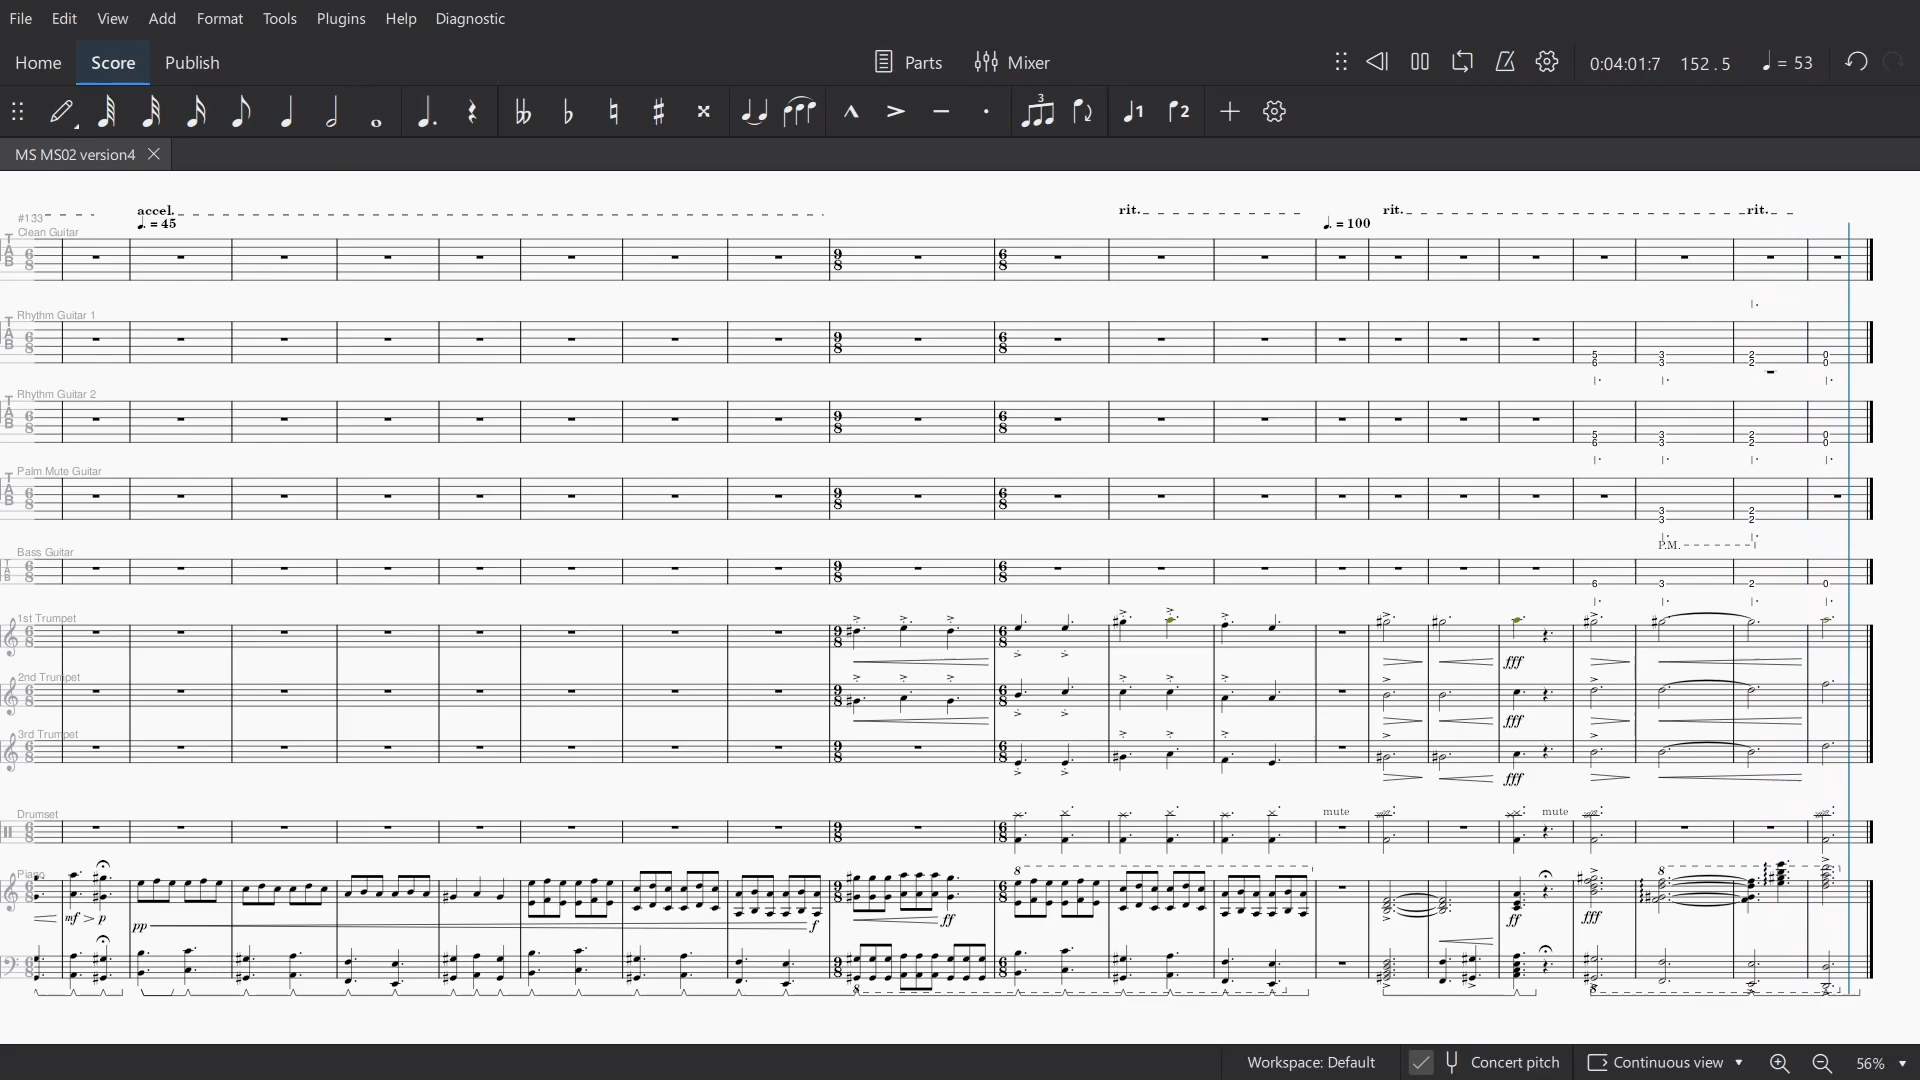 File Edit View Add Format Tools Plugins Help Diagnostic
Home Score Publish Parts Mixer 0:04:01:7 152 . 5 = 53
MS MS02 version4
#133 accel. rit. rit. rit.
= 45 = 100
Clean Guitar
Rhythm Guitar 1
Rhythm Guitar 2
Palm Mute Guitar
P.M.
Bass Guitar
1st Trumpet
fff
2nd Trumpet
fff
3rd Trumpet
fff
Drumset mute mute
Piano
mf p pp f ff ff fff
Workspace: Default Concert pitch Continuous view 56%